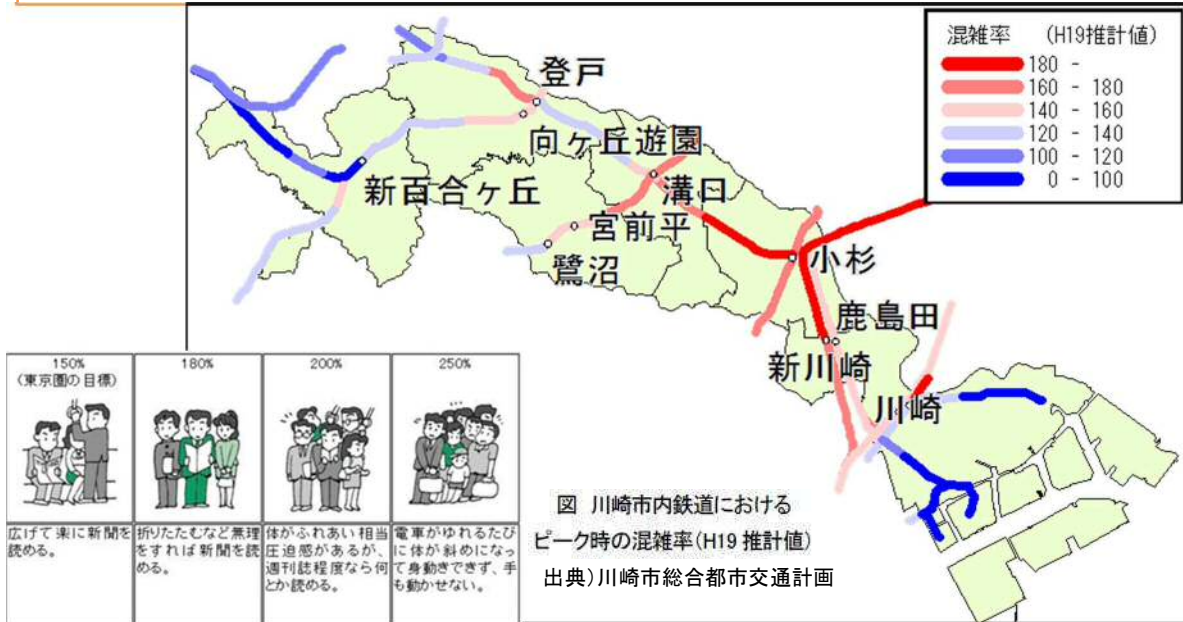 混雑率 (H19推計値)
180 -
160 - 180
140 - 160
120 - 140
100 - 120
0 - 100
登戸
向ヶ丘遊園
新百合ヶ丘
溝口
宮前平
鷺沼
小杉
鹿島田
新川崎
川崎
150%
(東京圏の目標)
180%
200%
250%
広げて楽に新聞を
読める。
折りたたむなど無理
をすれば新聞を読
める。
体がふれあい相当
圧迫感があるが、
週刊誌程度なら何
とか読める。
電車がゆれるたび
に体が斜めになっ
て身動きできず、手
も動かせない。
図 川崎市内鉄道における
ピーク時の混雑率(H19 推計値)
出典)川崎市総合都市交通計画